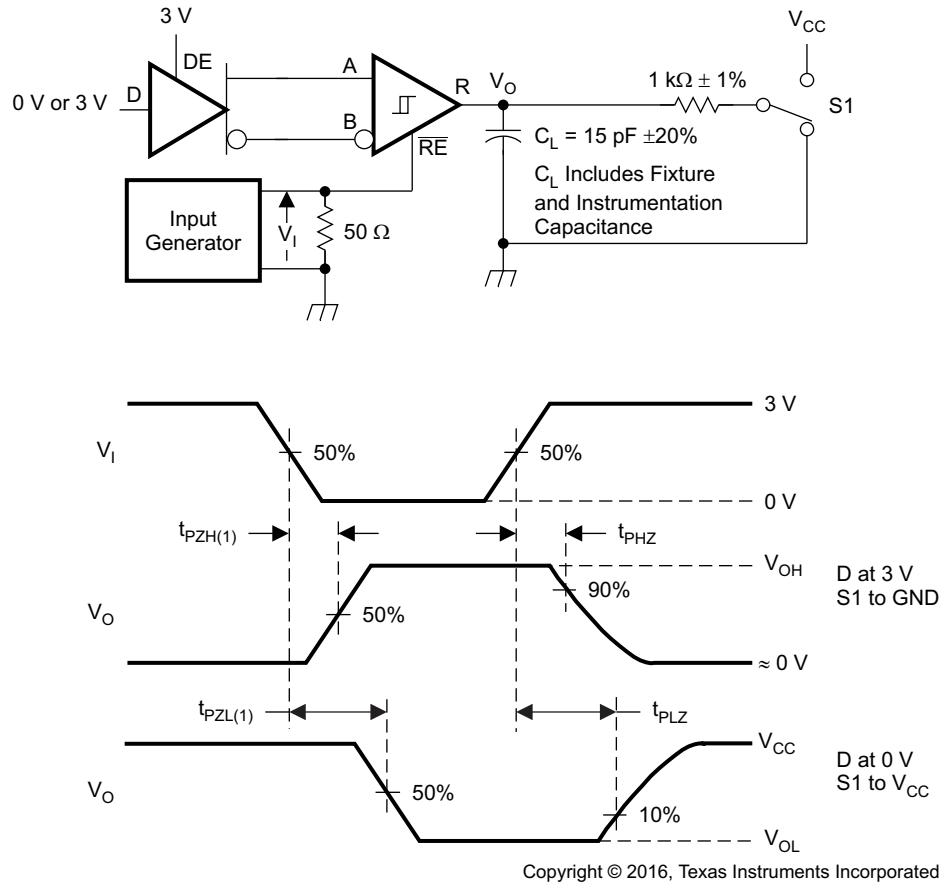 3 V
V_CC
DE
A
0 V or 3 V
D
R
V_O
1 kΩ ± 1%
S1
B
R̅E̅
C_L = 15 pF ±20%
C_L Includes Fixture
and Instrumentation
Capacitance
Input
Generator
V_I
50 Ω
3 V
V_I
50%
50%
0 V
t_PZH(1)
t_PHZ
V_OH
D at 3 V
S1 to GND
90%
V_O
50%
≈ 0 V
t_PZL(1)
t_PLZ
V_CC
D at 0 V
S1 to V_CC
V_O
50%
10%
V_OL
Copyright © 2016, Texas Instruments Incorporated